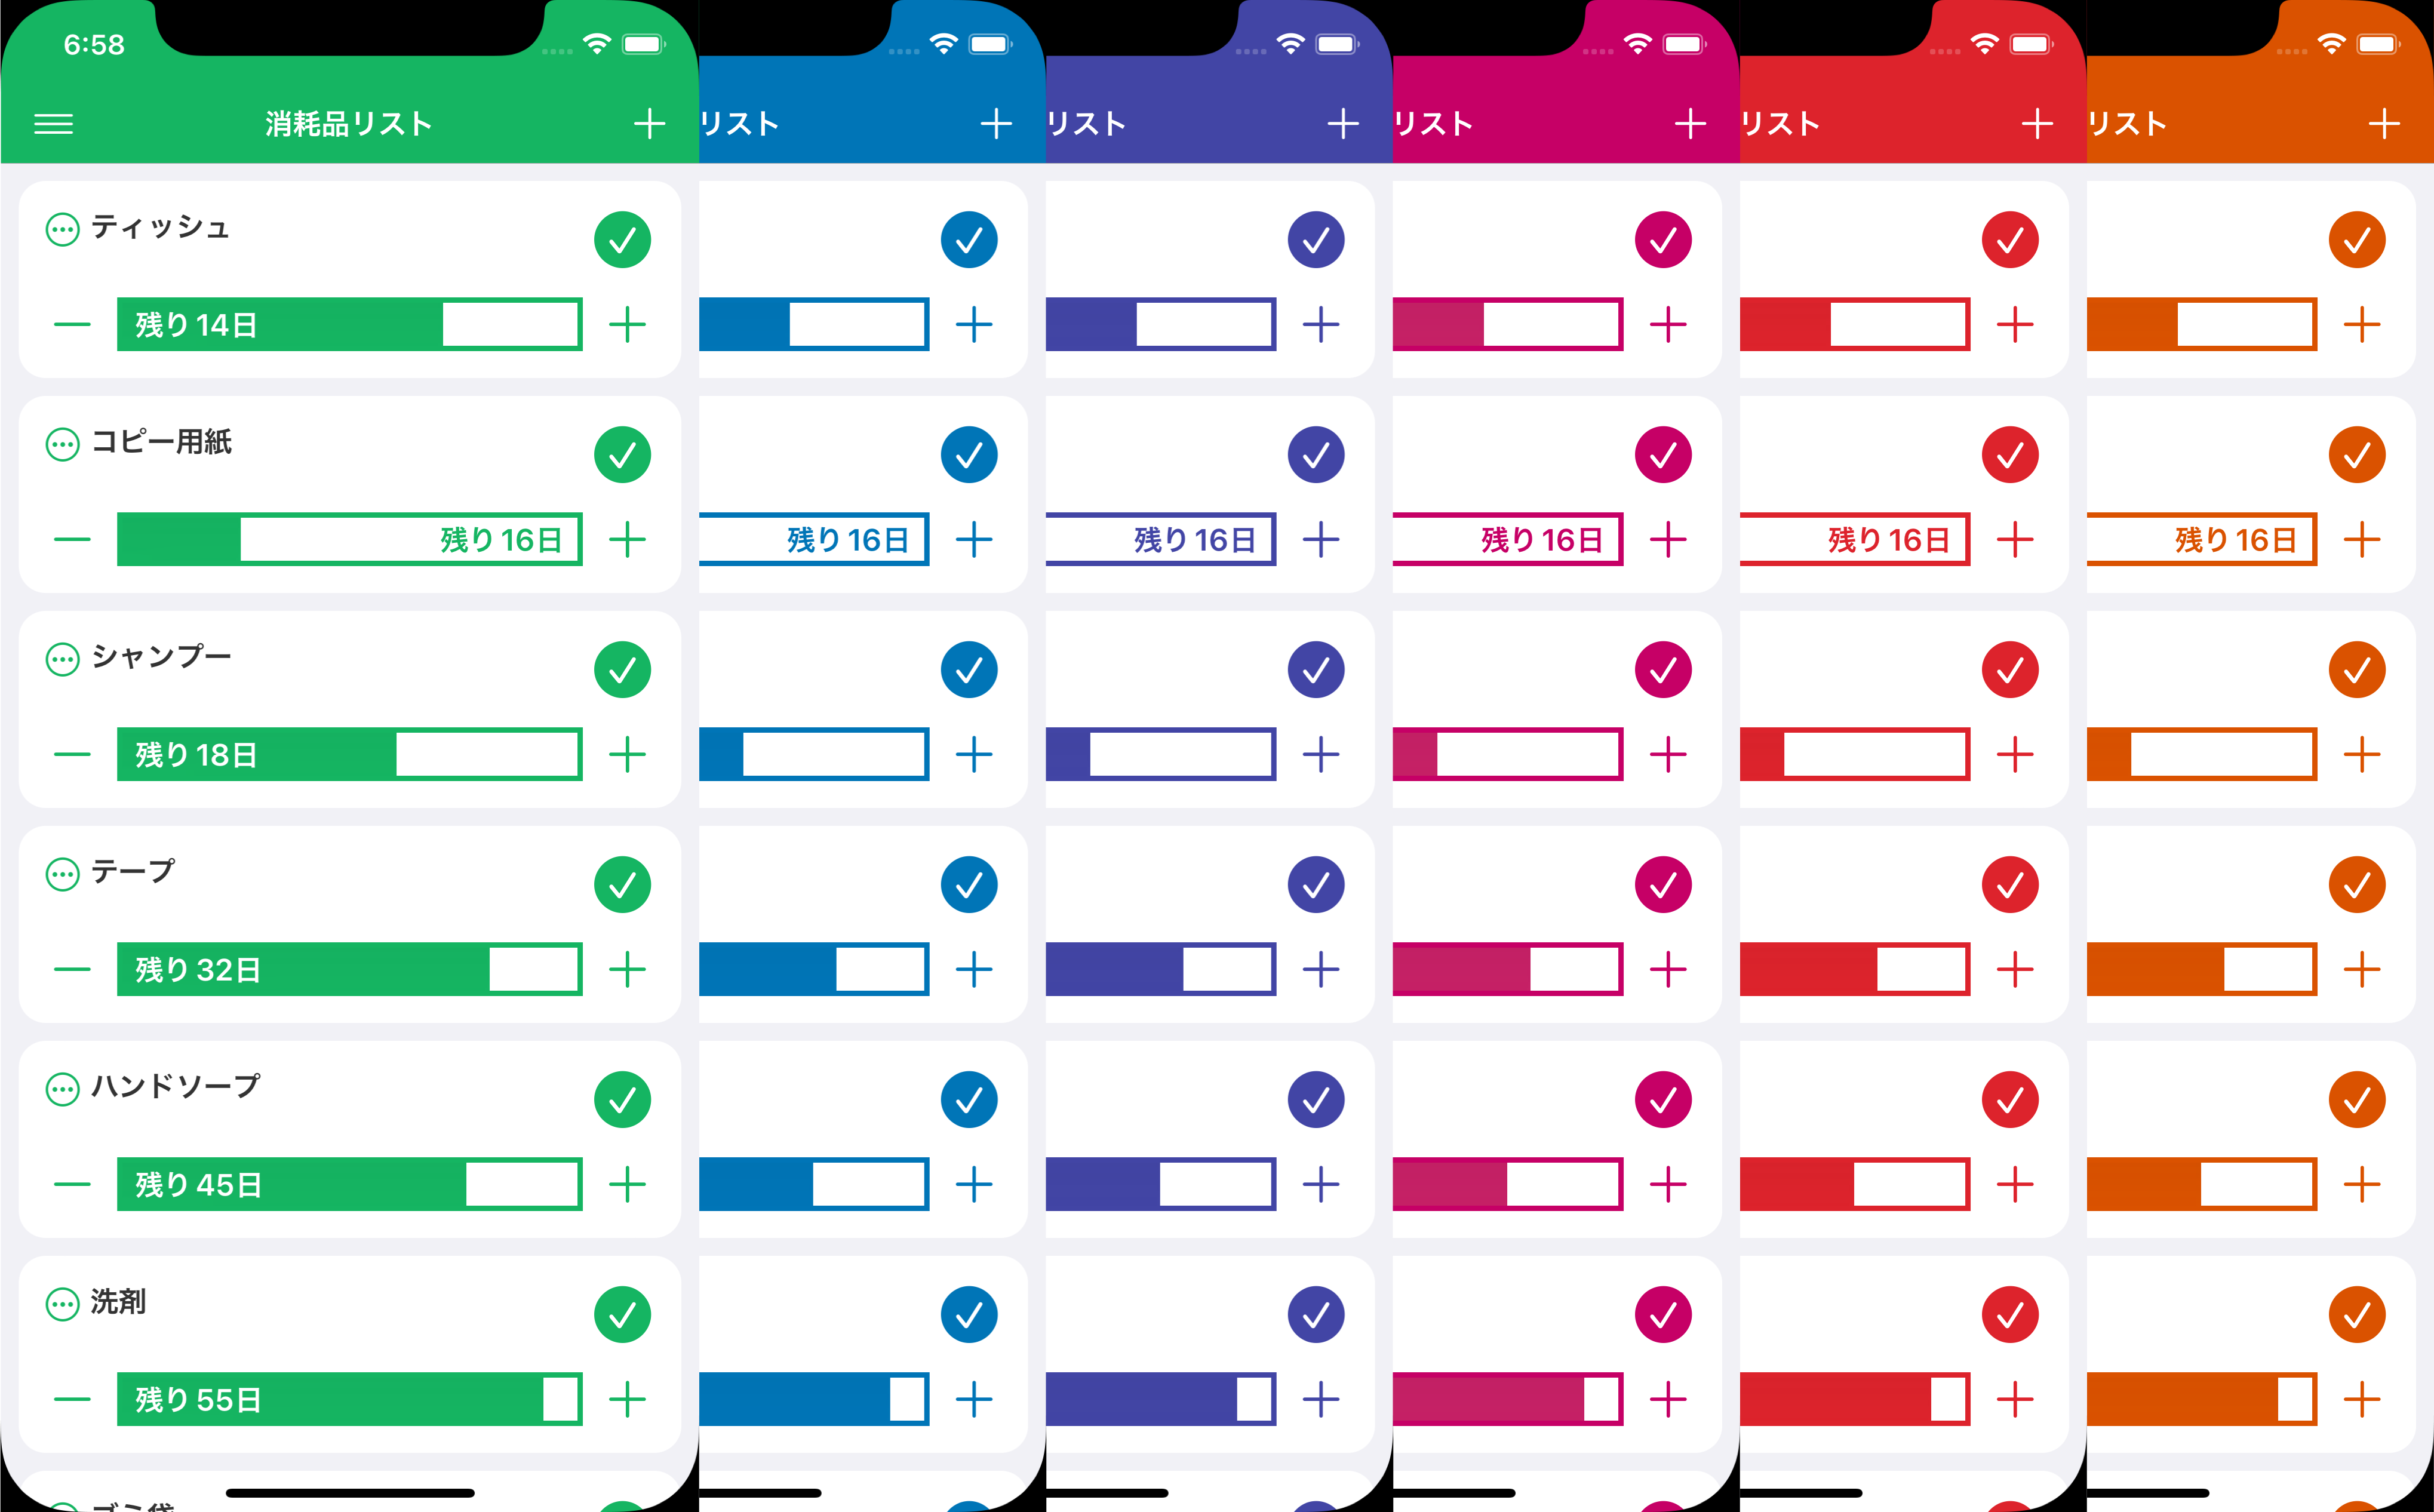 6:58
消耗品リスト
リスト
リスト
リスト
リスト
リスト
ティッシュ
残り14日
コピー用紙
残り16日
残り16日
残り16日
残り16日
残り16日
残り16日
シャンプー
残り18日
テープ
残り32日
ハンドソープ
残り45日
洗剤
残り55日
ゴミ袋